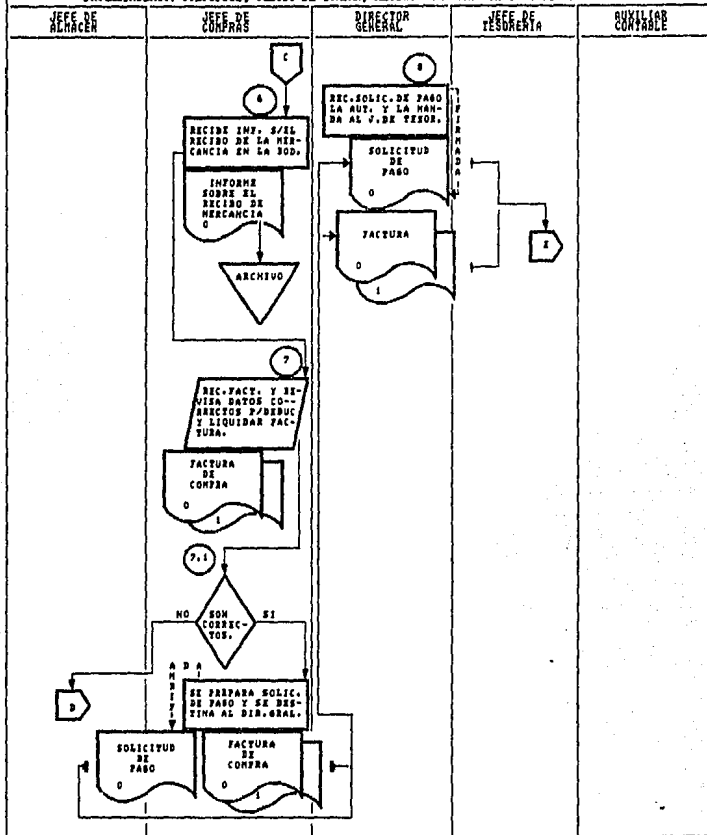 JEFE DE
ALMACEN
JEFE DE
COMPRAS
DIRECTOR
GENERAL
JEFE DE
TESORERIA
AUXILIAR
CONTABLE
C
6
RECIBE INF. S/EL
RECIBO DE LA MER-
CANCIA EN LA BOD.
INFORME
SOBRE EL
RECIBO DE
MERCANCIA
0
ARCHIVO
7
REC.FACT. Y RE-
VISA DATOS CO--
RRECTOS P/DEDUC
Y LIQUIDAR FAC-
TURA.
FACTURA
DE
COMPRA
0
1
7.1
NO
SON
CORREC-
TOS.
SI
D
SE PREPARA SOLIC.
DE PAGO Y SE DES-
TINA AL DIR.GRAL.
SOLICITUD
DE
PAGO
0
FACTURA
DE
COMPRA
0
1
8
REC.SOLIC.DE PAGO
LA AUT. Y LA MAN-
DA AL J.DE TESOR.
FIRMADA
SOLICITUD
DE
PAGO
0
FACTURA
0
1